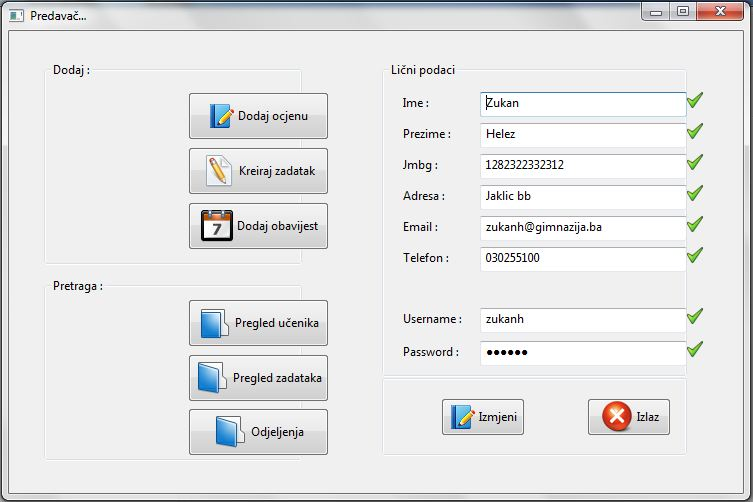 Predavač...
Dodaj :
Dodaj ocjenu
Kreiraj zadatak
7
Dodaj obavijest
Pretraga :
Pregled učenika
Pregled zadataka
Odjeljenja
Lični podaci
Ime : Zukan
Prezime : Helez
Jmbg : 1282322332312
Adresa : Jaklic bb
Email : zukanh@gimnazija.ba
Telefon : 030255100
Username : zukanh
Password : ●●●●●●
Izmjeni
Izlaz